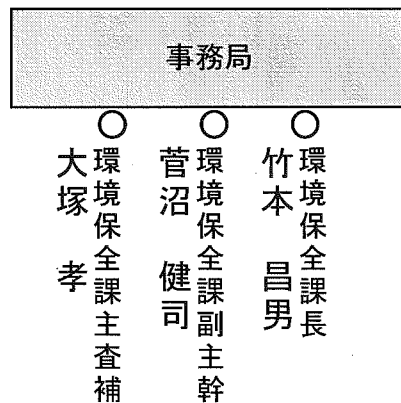 事務局
環境保全課長
竹本 昌男
環境保全課副主幹
菅沼 健司
環境保全課主査補
大塚 孝